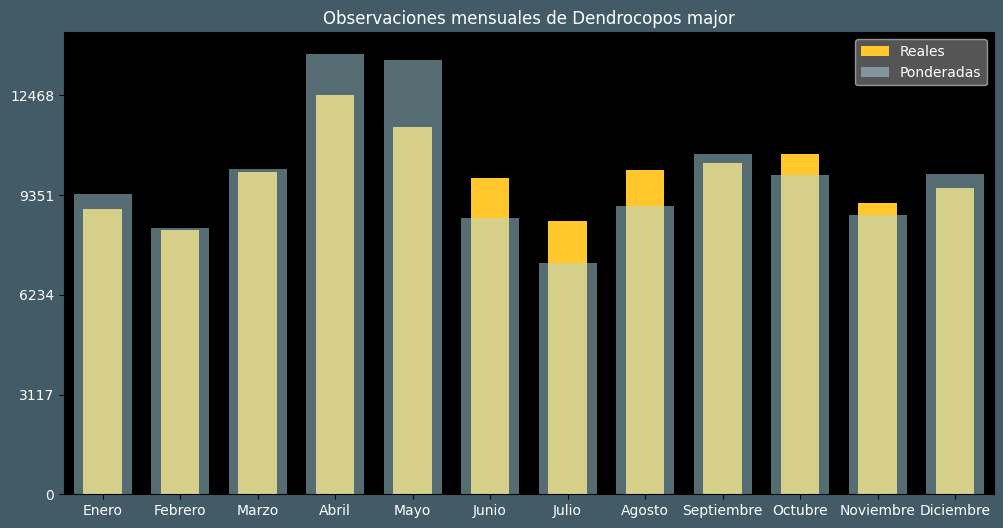 Observaciones mensuales de Dendrocopos major
Reales
Ponderadas
12468
9351
6234
3117
0
Enero Febrero Marzo Abril Mayo Junio Julio Agosto Septiembre Octubre Noviembre Diciembre